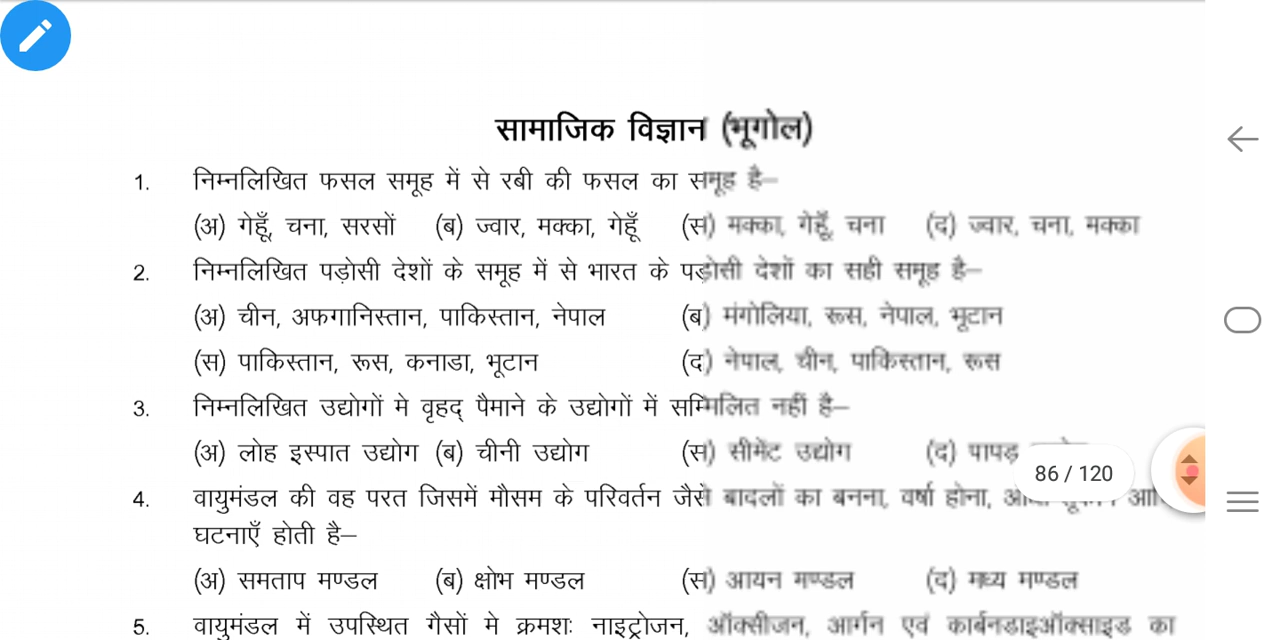 सामाजिक विज्ञान (भूगोल)
1. निम्नलिखित फसल समूह में से रबी की फसल का समूह है–
(अ) गेहूँ, चना, सरसों (ब) ज्वार, मक्का, गेहूँ (स) मक्का, गेहूँ, चना (द) ज्वार, चना, मक्का
2. निम्नलिखित पड़ोसी देशों के समूह में से भारत के पड़ोसी देशों का सही समूह है–
(अ) चीन, अफगानिस्तान, पाकिस्तान, नेपाल (ब) मंगोलिया, रूस, नेपाल, भूटान
(स) पाकिस्तान, रूस, कनाडा, भूटान (द) नेपाल, चीन, पाकिस्तान, रूस
3. निम्नलिखित उद्योगों मे वृहद् पैमाने के उद्योगों में सम्मिलित नहीं है–
(अ) लोह इस्पात उद्योग (ब) चीनी उद्योग (स) सीमेंट उद्योग (द) पापड़
86 / 120
4. वायुमंडल की वह परत जिसमें मौसम के परिवर्तन जैसे बादलों का बनना, वर्षा होना,
घटनाएँ होती है–
(अ) समताप मण्डल (ब) क्षोभ मण्डल (स) आयन मण्डल (द) मध्य मण्डल
5. वायुमंडल में उपस्थित गैसों मे क्रमशः नाइट्रोजन, ऑक्सीजन, आर्गन एवं कार्बनडाइऑक्साइड का